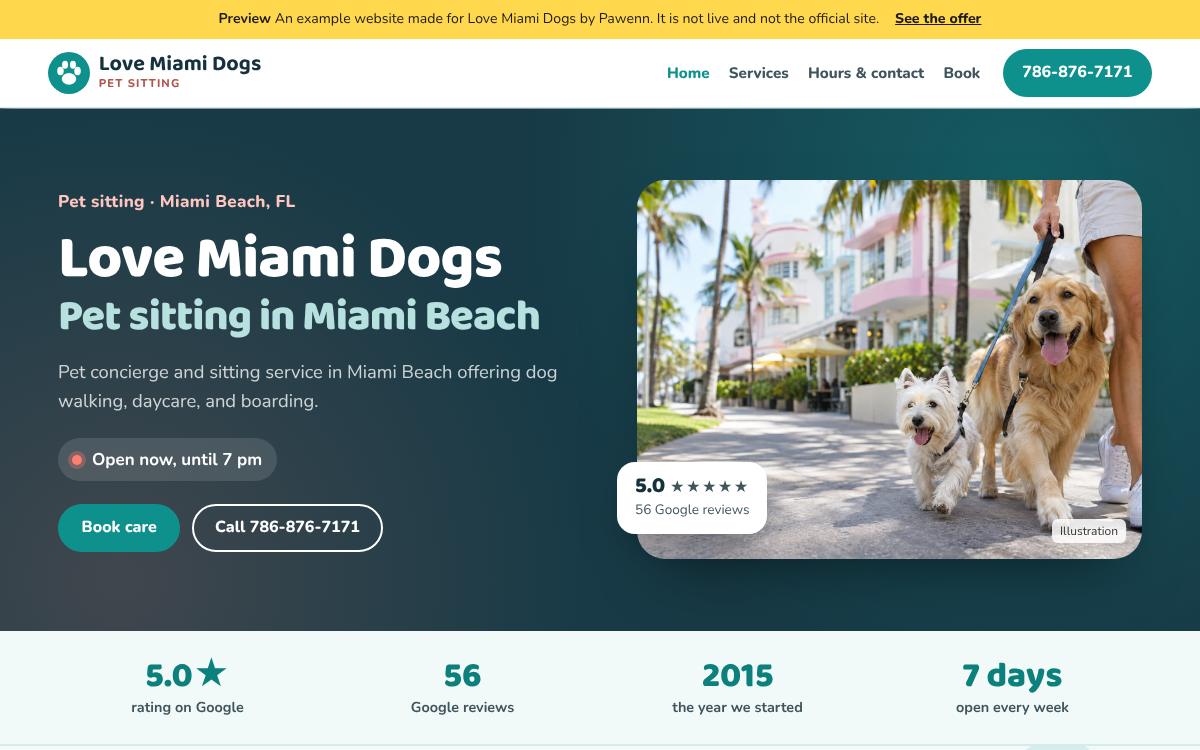 Preview An example website made for Love Miami Dogs by Pawenn. It is not live and not the official site. See the offer
Love Miami Dogs
PET SITTING
Home Services Hours & contact Book 786-876-7171
Pet sitting · Miami Beach, FL
Love Miami Dogs
Pet sitting in Miami Beach
Pet concierge and sitting service in Miami Beach offering dog
walking, daycare, and boarding.
Open now, until 7 pm
Book care Call 786-876-7171
5.0 ★★★★★
56 Google reviews
Illustration
5.0★ 56 2015 7 days
rating on Google Google reviews the year we started open every week